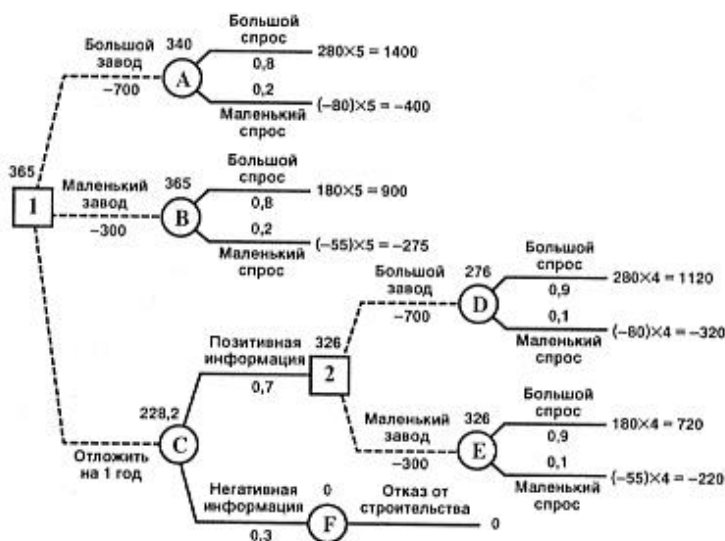 Большой
завод
−700
340
A
Большой
спрос
0,8
280×5 = 1400
0,2
Маленький
спрос
(−80)×5 = −400
365
1
Маленький
завод
−300
365
B
Большой
спрос
0,8
180×5 = 900
0,2
Маленький
спрос
(−55)×5 = −275
Отложить
на 1 год
228,2
C
Позитивная
информация
0,7
326
2
Большой
завод
−700
276
D
Большой
спрос
0,9
280×4 = 1120
0,1
Маленький
спрос
(−80)×4 = −320
Маленький
завод
−300
326
E
Большой
спрос
0,9
180×4 = 720
0,1
Маленький
спрос
(−55)×4 = −220
Негативная
информация
0,3
0
F
Отказ от
строительства
0